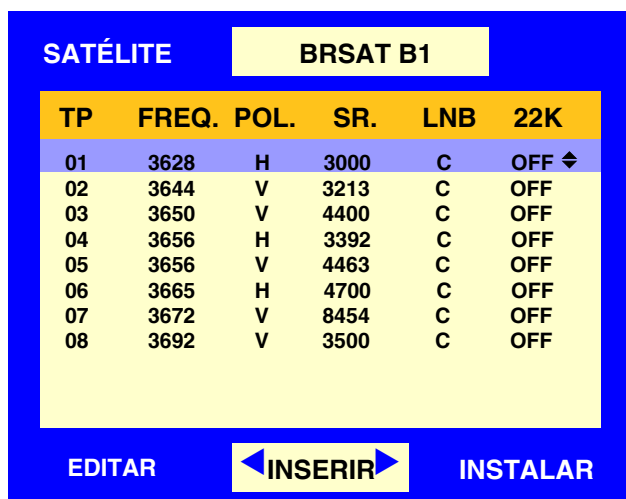 SATÉLITE BRSAT B1
TP FREQ. POL. SR. LNB 22K
01 3628 H 3000 C OFF
02 3644 V 3213 C OFF
03 3650 V 4400 C OFF
04 3656 H 3392 C OFF
05 3656 V 4463 C OFF
06 3665 H 4700 C OFF
07 3672 V 8454 C OFF
08 3692 V 3500 C OFF
EDITAR INSERIR INSTALAR